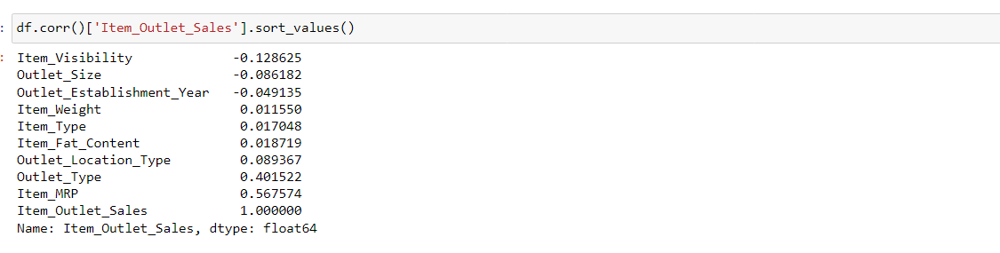 df.corr()['Item_Outlet_Sales'].sort_values()
Item_Visibility -0.128625
Outlet_Size -0.086182
Outlet_Establishment_Year -0.049135
Item_Weight 0.011550
Item_Type 0.017048
Item_Fat_Content 0.018719
Outlet_Location_Type 0.089367
Outlet_Type 0.401522
Item_MRP 0.567574
Item_Outlet_Sales 1.000000
Name: Item_Outlet_Sales, dtype: float64